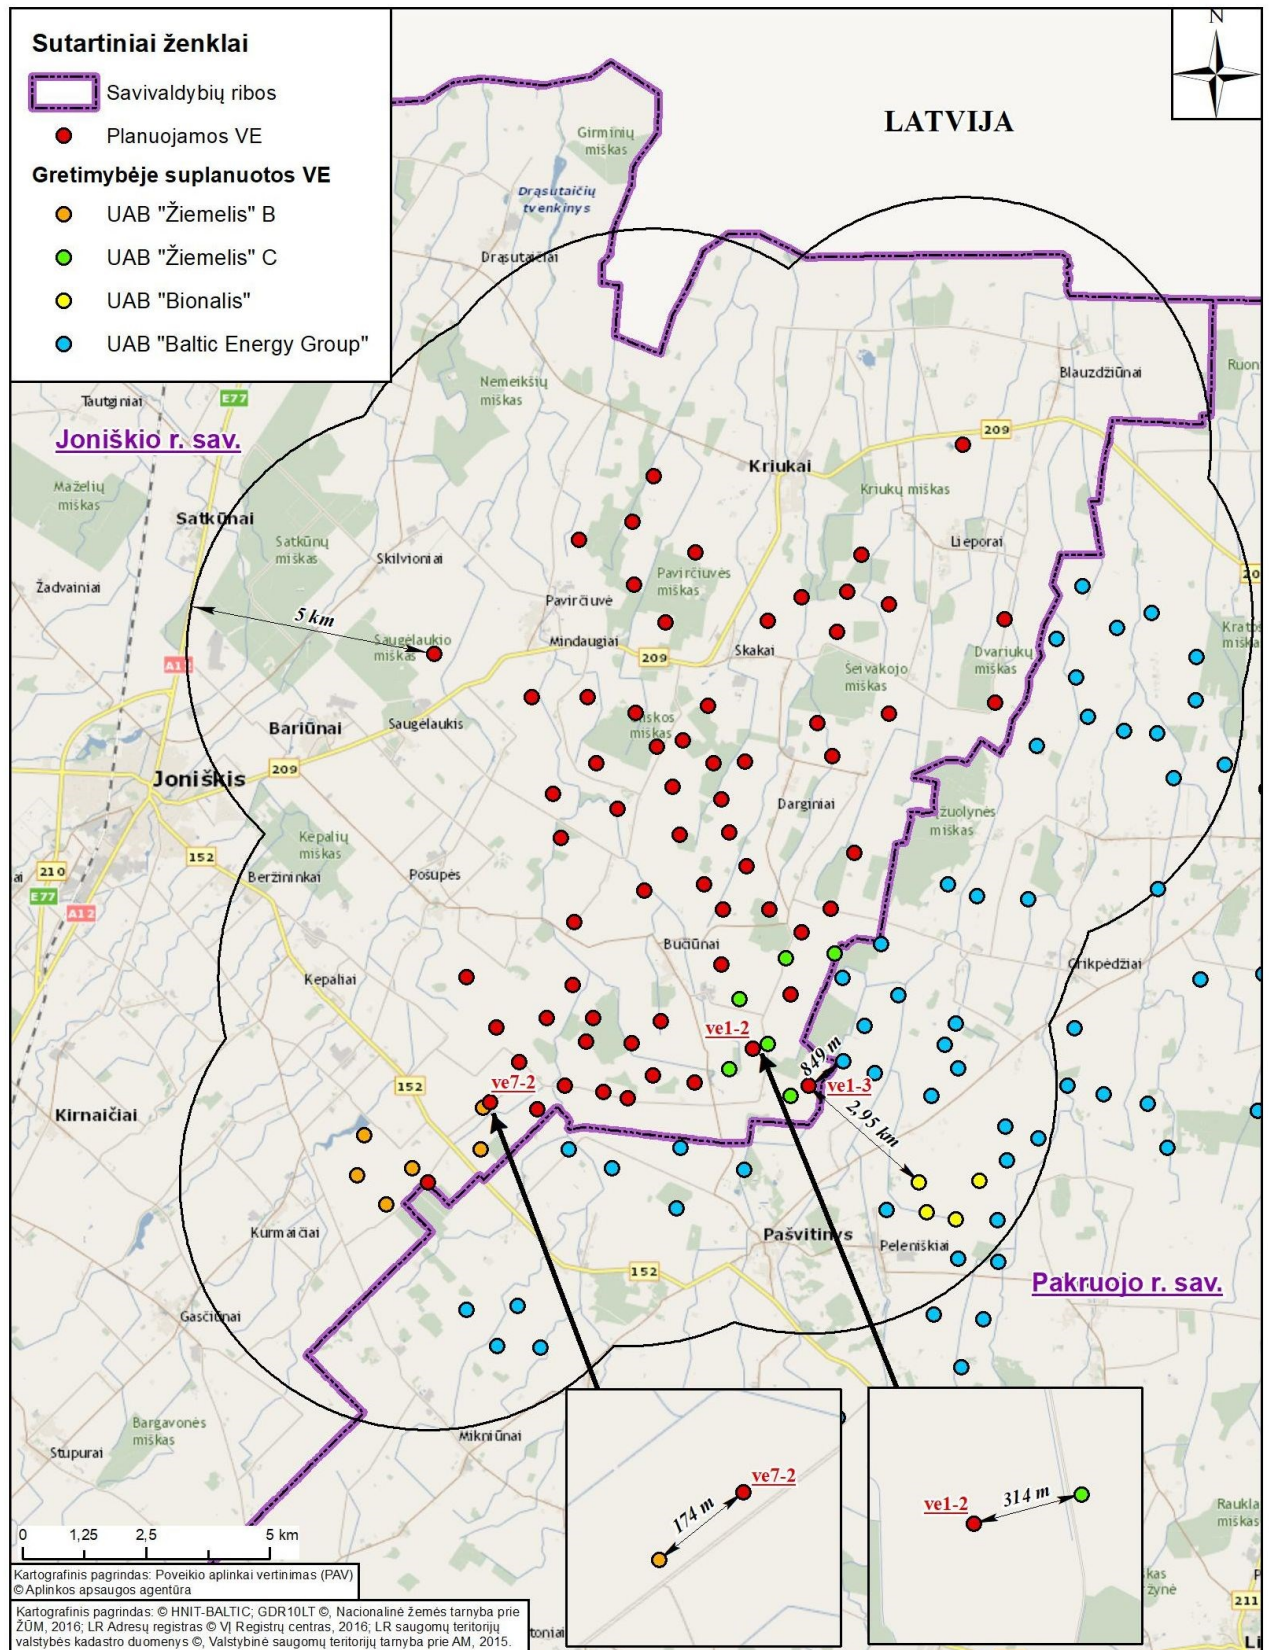 Sutartiniai ženklai
Savivaldybių ribos
Planuojamos VE
Gretimybėje suplanuotos VE
UAB "Žiemelis" B
UAB "Žiemelis" C
UAB "Bionalis"
UAB "Baltic Energy Group"
N
LATVIJA
Girminių
miškas
Drąsutaičių
tvenkinys
Drąsutaičiai
Nemeikšių
miškas
Blauzdžiūnai
Tautginiai
E77
Joniškio r. sav.
209
Kriukai
Kriukų miškas
Maželių
miškas
Satkūnai
Satkūnų
miškas
Skilvioniai
Lieporai
Pavirčiuvės
miškas
Žadvainiai
Pavirčiuvė
5 km
Saugėlaukio
miškas
Mindaugiai
209
Skakai
Šeivakojo
miškas
Dvariukų
miškas
Saugėlaukis
Bariūnai
209
Joniškis
Darginiai
Kepalių
miškas
miškas
152
210
E77
A12
Beržininkai
Pošupės
Bučiūnai
Kepaliai
Grikpėdžiai
ve1-2
849 m
ve1-3
2,95 km
152
ve7-2
Kirnaičiai
Kurmaičiai
Pašvitinys
Peleniškiai
152
Pakruojo r. sav.
Gasčiūnai
Bargavonės
miškas
Stupurai
Mikniūnai
ve7-2
174 m
ve1-2
314 m
211
0 1,25 2,5 5 km
Kartografinis pagrindas: Poveikio aplinkai vertinimas (PAV)
© Aplinkos apsaugos agentūra
Kartografinis pagrindas: © HNIT-BALTIC; GDR10LT ©, Nacionalinė žemės tarnyba prie
ŽŪM, 2016; LR Adresų registras © VĮ Registrų centras, 2016; LR saugomų teritorijų
valstybės kadastro duomenys ©, Valstybinė saugomų teritorijų tarnyba prie AM, 2015.